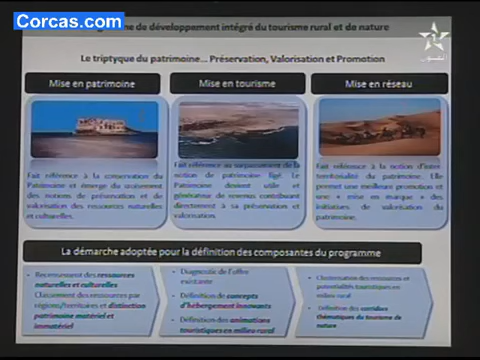 Corcas.com
me de développement intégré du tourisme rural et de nature
Le triptyque du patrimoine... Préservation, Valorisation et Promotion
Mise en patrimoine
Mise en tourisme
Mise en réseau
Fait référence à la conservation du
Patrimoine et émerge du croisement
des notions de préservation et de
valorisation des ressources naturelles
et culturelles.
Fait référence au surpassement de la
notion de patrimoine figé. Le
Patrimoine devient utile et
générateur de revenus contribuant
directement à sa préservation et
valorisation.
Fait référence à la notion d'inter
territorialité du patrimoine. Elle
permet une meilleure promotion et
une « mise en marque » des
initiatives de valorisation du
patrimoine.
La démarche adoptée pour la définition des composantes du programme
• Recensement des ressources
naturelles et culturelles
Classement des ressources par
régions/territoires et distinction
patrimoine matériel et
immatériel
• Diagnostic de l'offre
existante
• Définition de concepts
d'hébergement innovants
• Définition des animations
touristiques en milieu rural
• Clusterisation des ressources et
potentialités touristiques en
milieu rural
• Définition des corridors
thématiques du tourisme de
nature